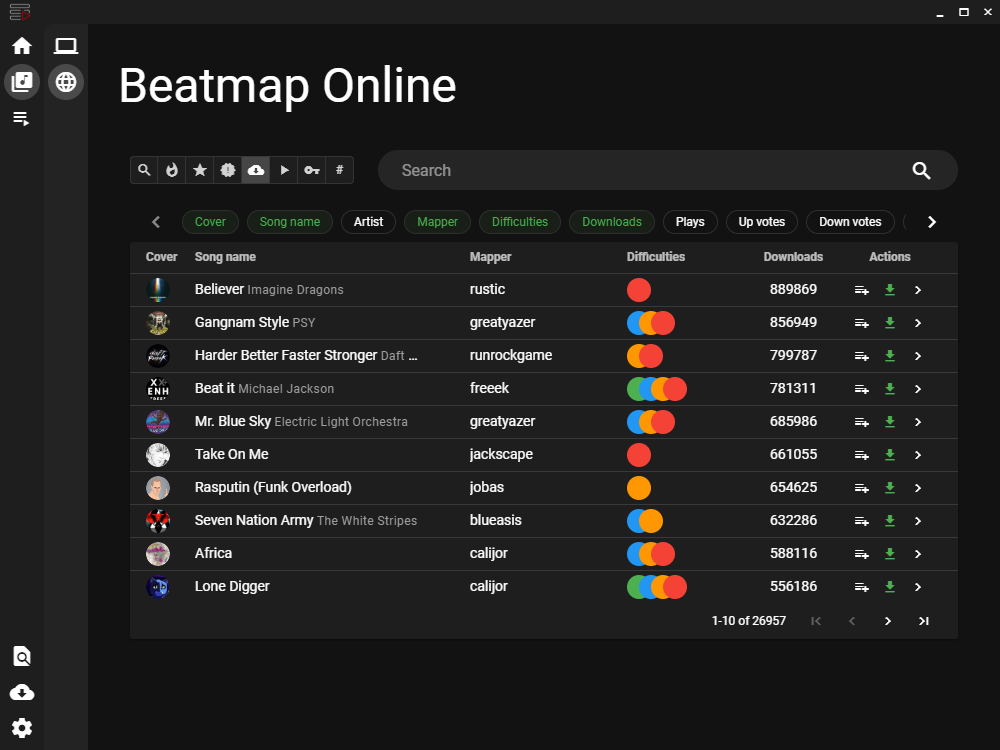 Beatmap Online
#
Search
Cover Song name Artist Mapper Difficulties Downloads Plays Up votes Down votes
Cover Song name Mapper Difficulties Downloads Actions
Believer Imagine Dragons rustic 889869
Gangnam Style PSY greatyazer 856949
Harder Better Faster Stronger Daft ... runrockgame 799787
Beat it Michael Jackson freeek 781311
Mr. Blue Sky Electric Light Orchestra greatyazer 685986
Take On Me jackscape 661055
Rasputin (Funk Overload) jobas 654625
Seven Nation Army The White Stripes blueasis 632286
Africa calijor 588116
Lone Digger calijor 556186
1-10 of 26957